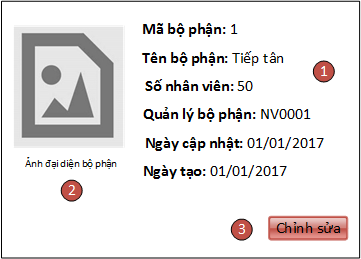 Mã bộ phận: 1
Tên bộ phận: Tiếp tân
1
Số nhân viên: 50
Quản lý bộ phận: NV0001
Ngày cập nhật: 01/01/2017
Ảnh đại diện bộ phận
Ngày tạo: 01/01/2017
2
3
Chỉnh sửa